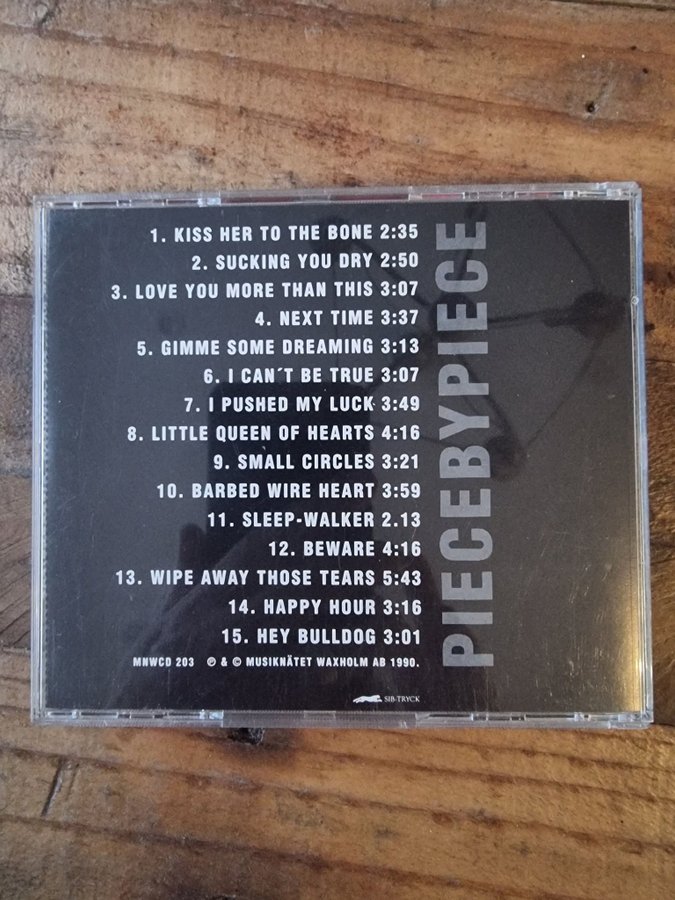 1. KISS HER TO THE BONE 2:35
2. SUCKING YOU DRY 2:50
3. LOVE YOU MORE THAN THIS 3:07
4. NEXT TIME 3:37
5. GIMME SOME DREAMING 3:13
6. I CAN´T BE TRUE 3:07
7. I PUSHED MY LUCK 3:49
8. LITTLE QUEEN OF HEARTS 4:16
9. SMALL CIRCLES 3:21
10. BARBED WIRE HEART 3:59
11. SLEEP-WALKER 2.13
12. BEWARE 4:16
13. WIPE AWAY THOSE TEARS 5:43
14. HAPPY HOUR 3:16
15. HEY BULLDOG 3:01
MNWCD 203 ℗ & © MUSIKNÄTET WAXHOLM AB 1990.
SIB-TRYCK
PIECEBYPIECE